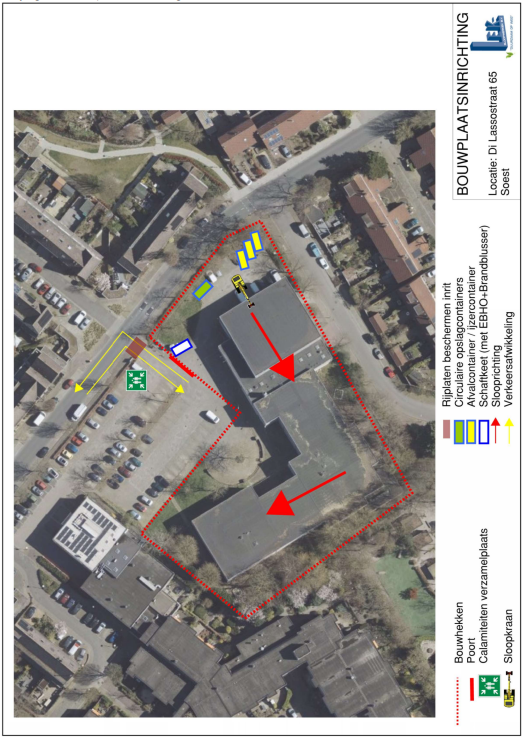 BOUWPLAATSINRICHTING
Locatie: Di Lassostraat 65
Soest
Bouwhekken
Poort
Calamiteiten verzamelplaats
Sloopkraan
Rijplaten beschermen inrit
Circulaire opslagcontainers
Afvalcontainer / ijzercontainer
Schaftkeet (met EBHO+Brandblusser)
Slooprichting
Verkeersafwikkeling